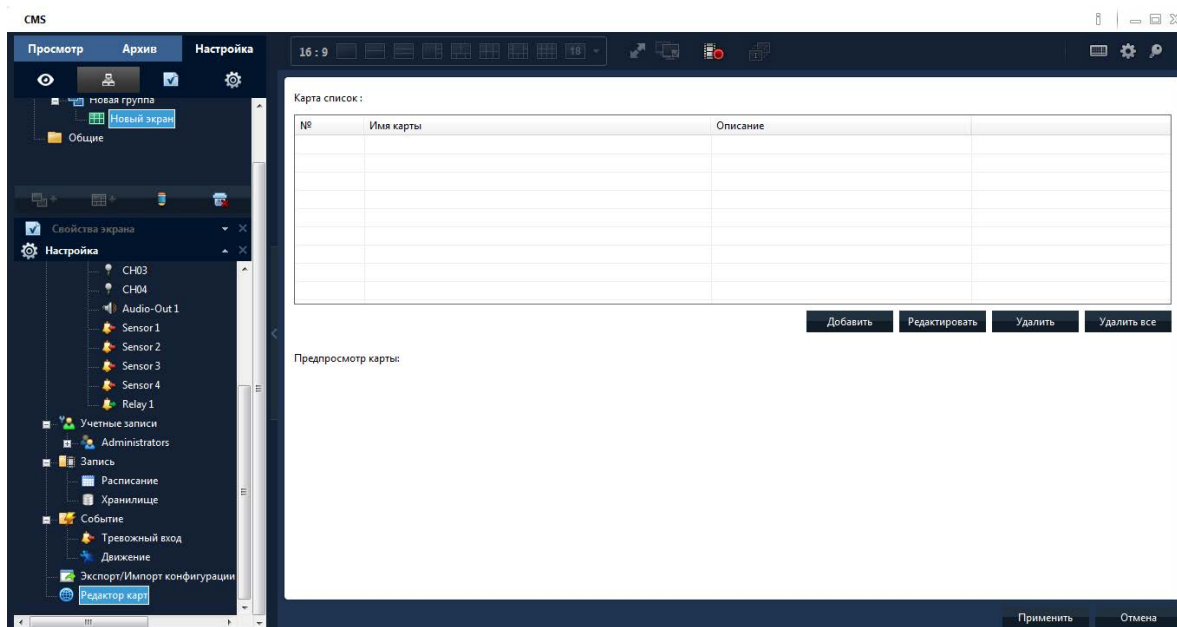 CMS
Просмотр Архив Настройка
16 : 9
18
Новая группа
Новый экран
Общие
Свойства экрана
Настройка
CH03
CH04
Audio-Out 1
Sensor 1
Sensor 2
Sensor 3
Sensor 4
Relay 1
Учетные записи
Administrators
Запись
Расписание
Хранилище
Событие
Тревожный вход
Движение
Экспорт/Импорт конфигурации
Редактор карт
Карта список :
№ Имя карты Описание
Добавить Редактировать Удалить Удалить все
Предпросмотр карты:
Применить Отмена